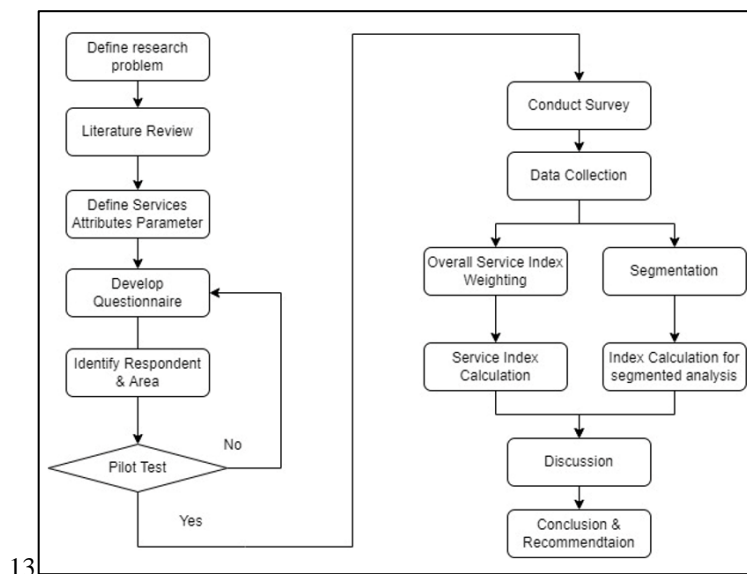 Define research
problem
Literature Review
Define Services
Attributes Parameter
Develop
Questionnaire
Identify Respondent
& Area
No
Pilot Test
Yes
Conduct Survey
Data Collection
Overall Service Index
Weighting
Segmentation
Service Index
Calculation
Index Calculation for
segmented analysis
Discussion
Conclusion &
Recommendtaion
13